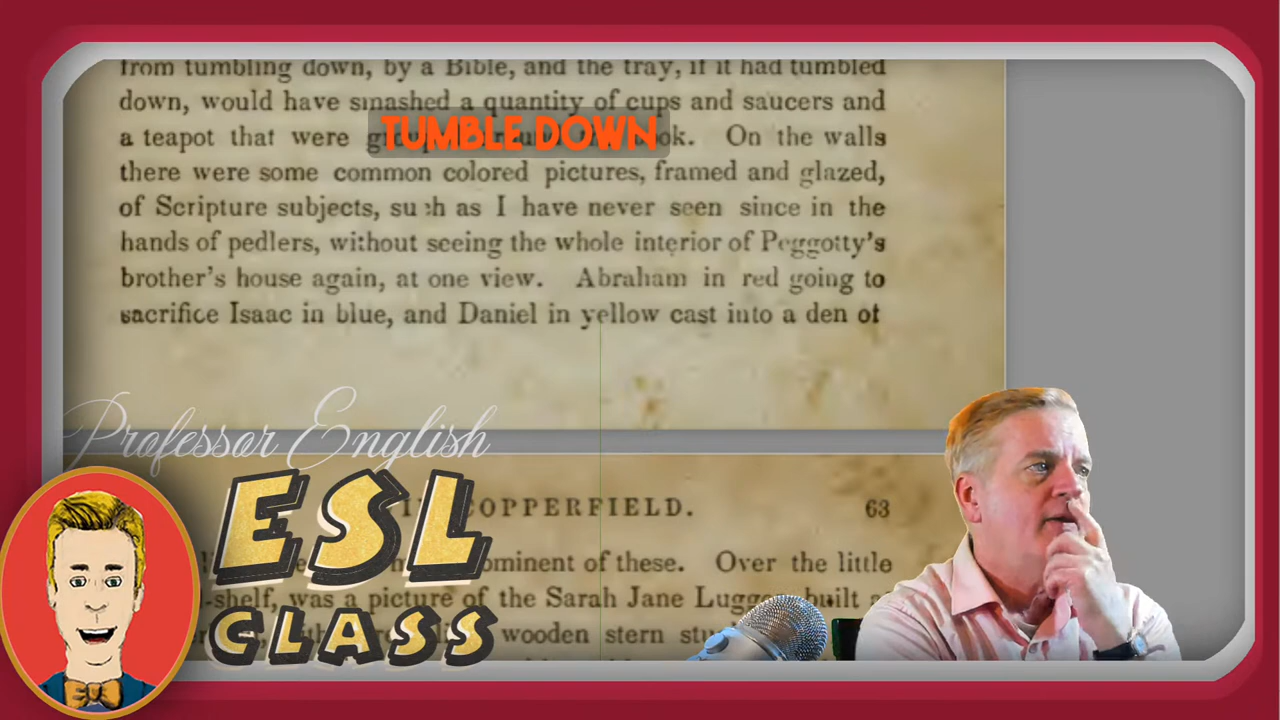 from tumbling down, by a Bible, and the tray, if it had tumbled
down, would have smashed a quantity of cups and saucers and
a teapot that were
TUMBLE DOWN
On the walls
there were some common colored pictures, framed and glazed,
of Scripture subjects, such as I have never seen since in the
hands of pedlers, without seeing the whole interior of Peggotty's
brother's house again, at one view. Abraham in red going to
sacrifice Isaac in blue, and Daniel in yellow cast into a den of
Professor English
ESL
CLASS
COPPERFIELD. 63
of these. Over the little
-shelf, was a picture of the Sarah Jane built
wooden stern